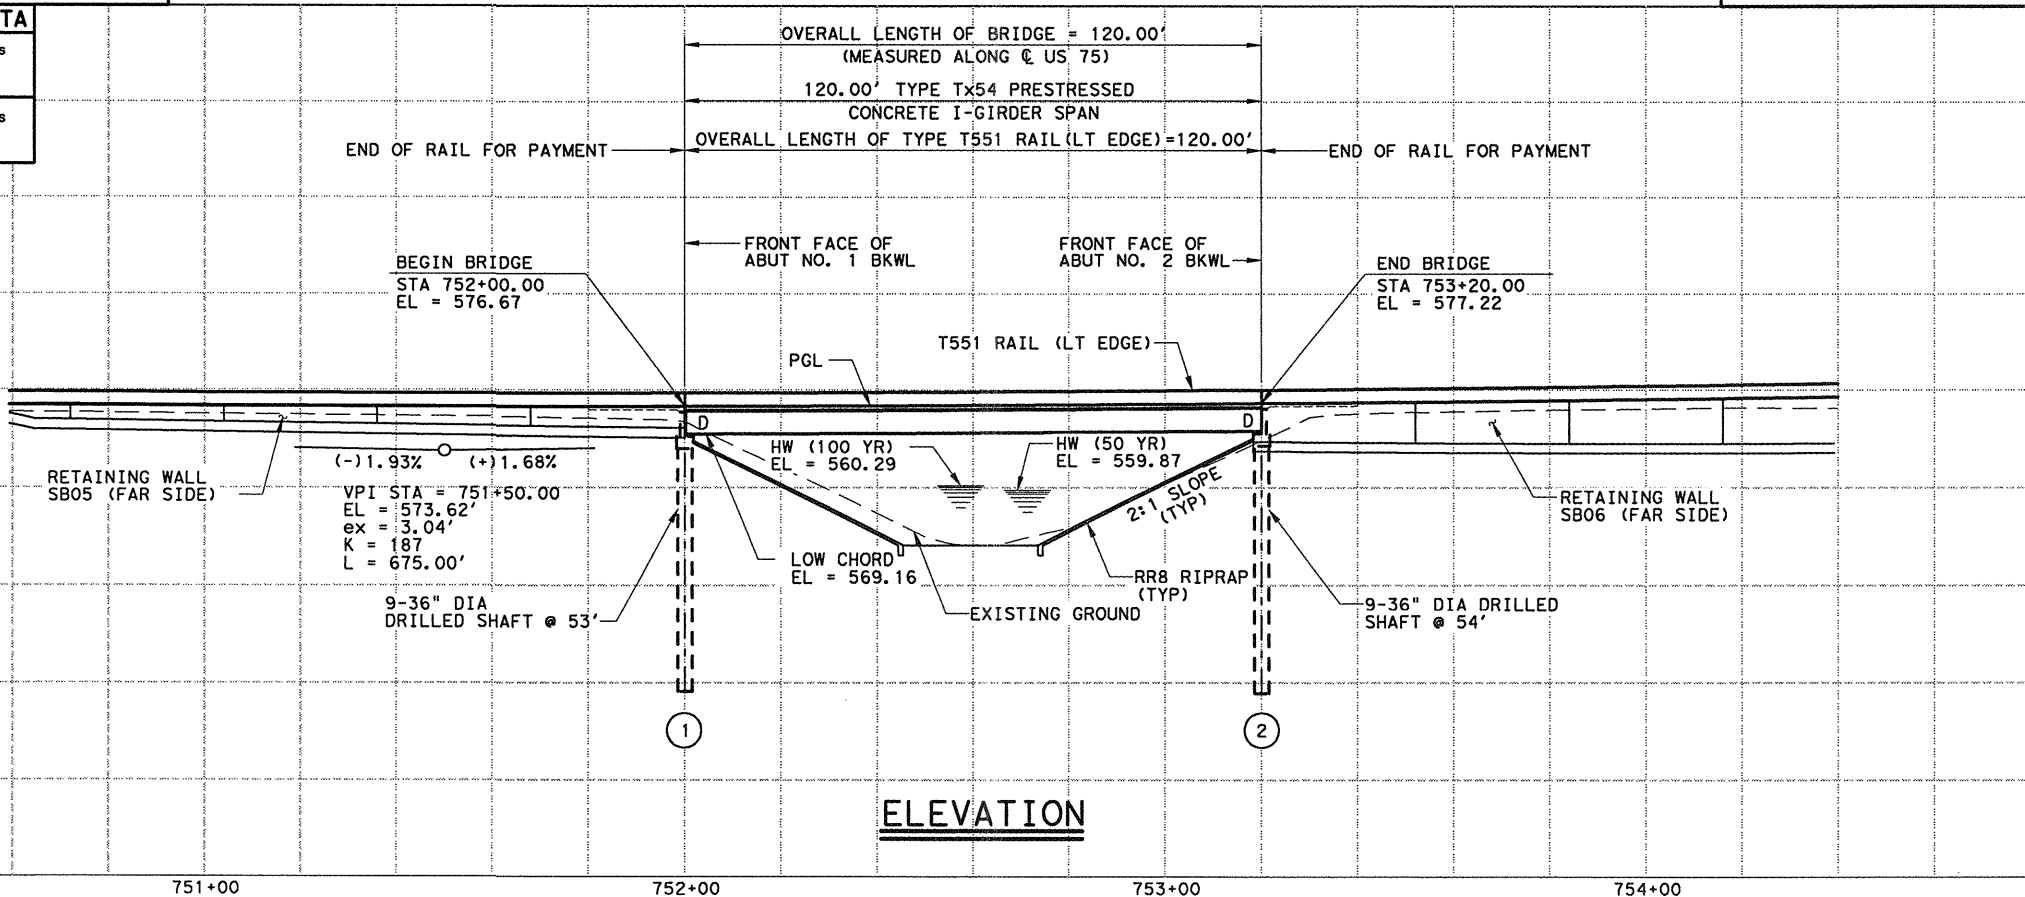 TA
s
s
OVERALL LENGTH OF BRIDGE = 120.00'
(MEASURED ALONG ℄ US 75)
120.00' TYPE Tx54 PRESTRESSED
CONCRETE I-GIRDER SPAN
END OF RAIL FOR PAYMENT
OVERALL LENGTH OF TYPE T551 RAIL(LT EDGE)=120.00'
END OF RAIL FOR PAYMENT
FRONT FACE OF
ABUT NO. 1 BKWL
FRONT FACE OF
ABUT NO. 2 BKWL
BEGIN BRIDGE
STA 752+00.00
EL = 576.67
END BRIDGE
STA 753+20.00
EL = 577.22
T551 RAIL (LT EDGE)
PGL
D
D
HW (100 YR)
EL = 560.29
HW (50 YR)
EL = 559.87
(-)1.93%
(+)1.68%
RETAINING WALL
SB05 (FAR SIDE)
VPI STA = 751+50.00
EL = 573.62'
ex = 3.04'
K = 187
L = 675.00'
2:1 SLOPE
(TYP)
RETAINING WALL
SB06 (FAR SIDE)
LOW CHORD
EL = 569.16
RR8 RIPRAP
(TYP)
EXISTING GROUND
9-36" DIA
DRILLED SHAFT @ 53'
9-36" DIA DRILLED
SHAFT @ 54'
1
2
ELEVATION
751+00
752+00
753+00
754+00